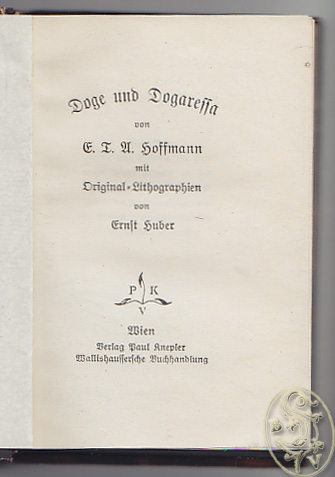 Doge und Dogaressa
von
E. T. A. Hoffmann
mit
Original-Lithographien
von
Ernst Huber
P K
V
Wien
Verlag Paul Knepler
Wallishaussersche Buchhandlung